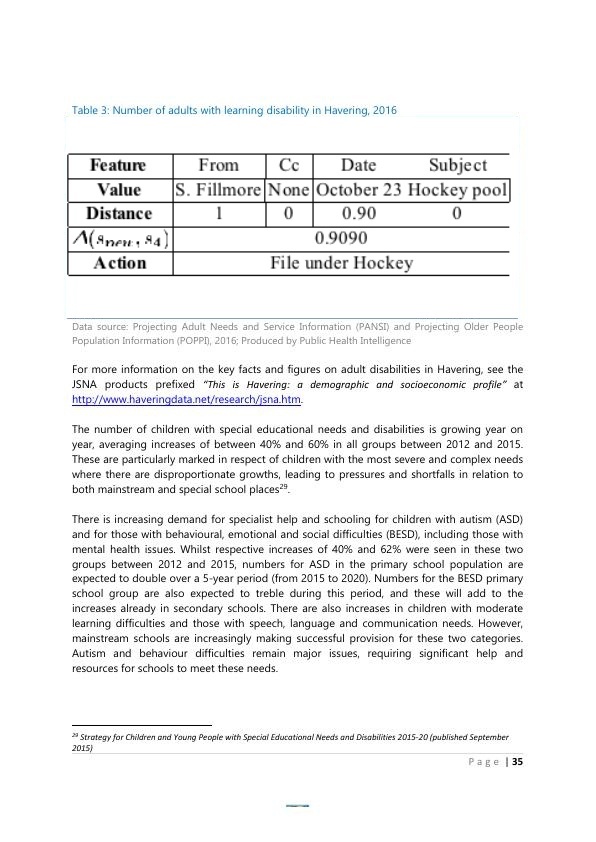 Table 3: Number of adults with learning disability in Havering, 2016
Feature From Cc Date Subject
Value S. Fillmore None October 23 Hockey pool
Distance 1 0 0.90 0
Λ(s_new, s_4) 0.9090
Action File under Hockey
Data source: Projecting Adult Needs and Service Information (PANSI) and Projecting Older People
Population Information (POPPI), 2016; Produced by Public Health Intelligence
For more information on the key facts and figures on adult disabilities in Havering, see the
JSNA products prefixed “This is Havering: a demographic and socioeconomic profile” at
http://www.haveringdata.net/research/jsna.htm.
The number of children with special educational needs and disabilities is growing year on
year, averaging increases of between 40% and 60% in all groups between 2012 and 2015.
These are particularly marked in respect of children with the most severe and complex needs
where there are disproportionate growths, leading to pressures and shortfalls in relation to
both mainstream and special school places29.
There is increasing demand for specialist help and schooling for children with autism (ASD)
and for those with behavioural, emotional and social difficulties (BESD), including those with
mental health issues. Whilst respective increases of 40% and 62% were seen in these two
groups between 2012 and 2015, numbers for ASD in the primary school population are
expected to double over a 5-year period (from 2015 to 2020). Numbers for the BESD primary
school group are also expected to treble during this period, and these will add to the
increases already in secondary schools. There are also increases in children with moderate
learning difficulties and those with speech, language and communication needs. However,
mainstream schools are increasingly making successful provision for these two categories.
Autism and behaviour difficulties remain major issues, requiring significant help and
resources for schools to meet these needs.
29 Strategy for Children and Young People with Special Educational Needs and Disabilities 2015-20 (published September
2015)
Page | 35